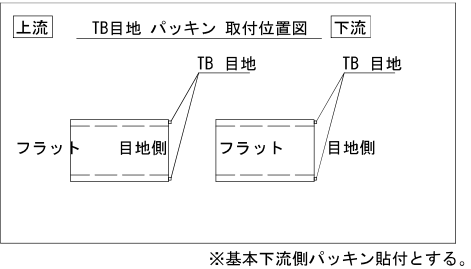 上流 TB目地 パッキン 取付位置図 下流
TB 目地 TB 目地
フラット 目地側 フラット 目地側
※基本下流側パッキン貼付とする。